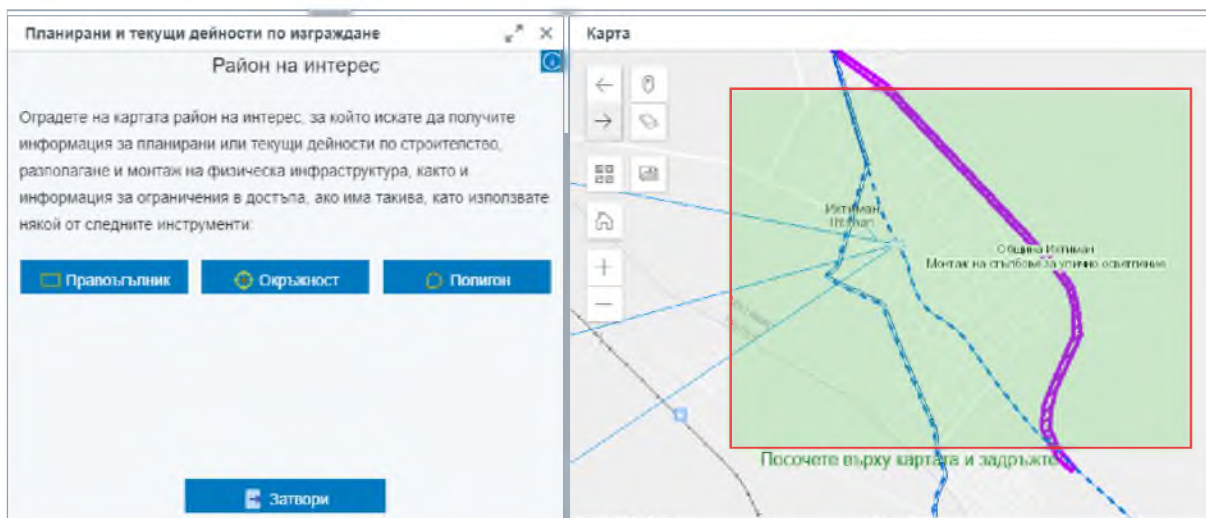 Планирани и текущи дейности по изграждане
Район на интерес
Оградете на картата район на интерес, за който искате да получите
информация за планирани или текущи дейности по строителство,
разполагане и монтаж на физическа инфраструктура, както и
информация за ограничения в достъпа, ако има такива, като използвате
някой от следните инструменти:
Правоъгълник
Окръжност
Полигон
Затвори
Карта
Ихтиман
Ihtiman
Община Ихтиман
Монтаж на стълбове за улично осветление
Посочете върху картата и задръжте